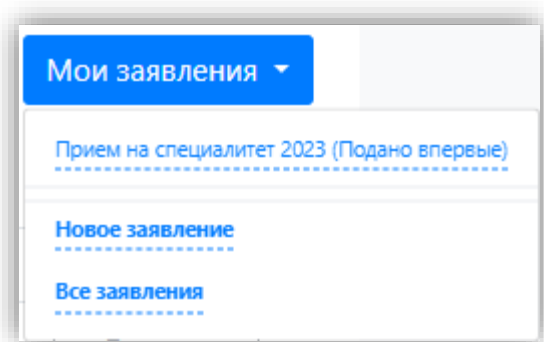 Мои заявления
Прием на специалитет 2023 (Подано впервые)
Новое заявление
Все заявления